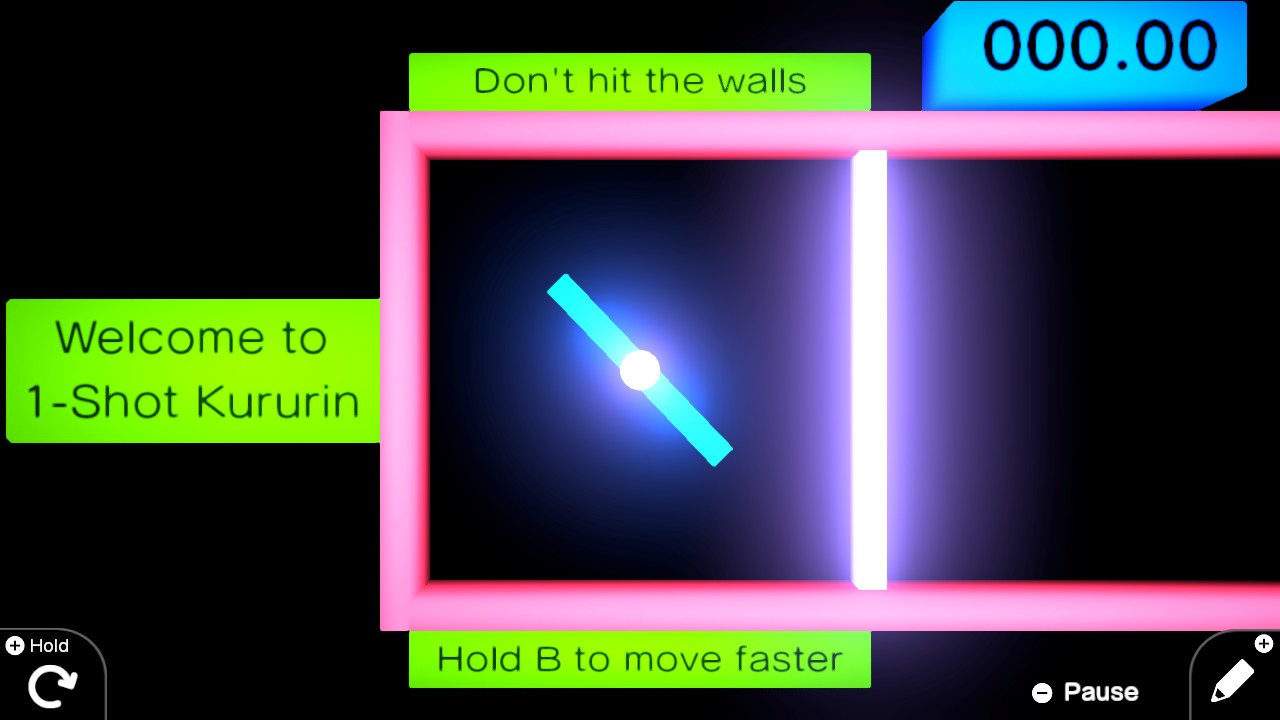 000.00
Don't hit the walls
Welcome to
1-Shot Kururin
Hold B to move faster
Hold
Pause